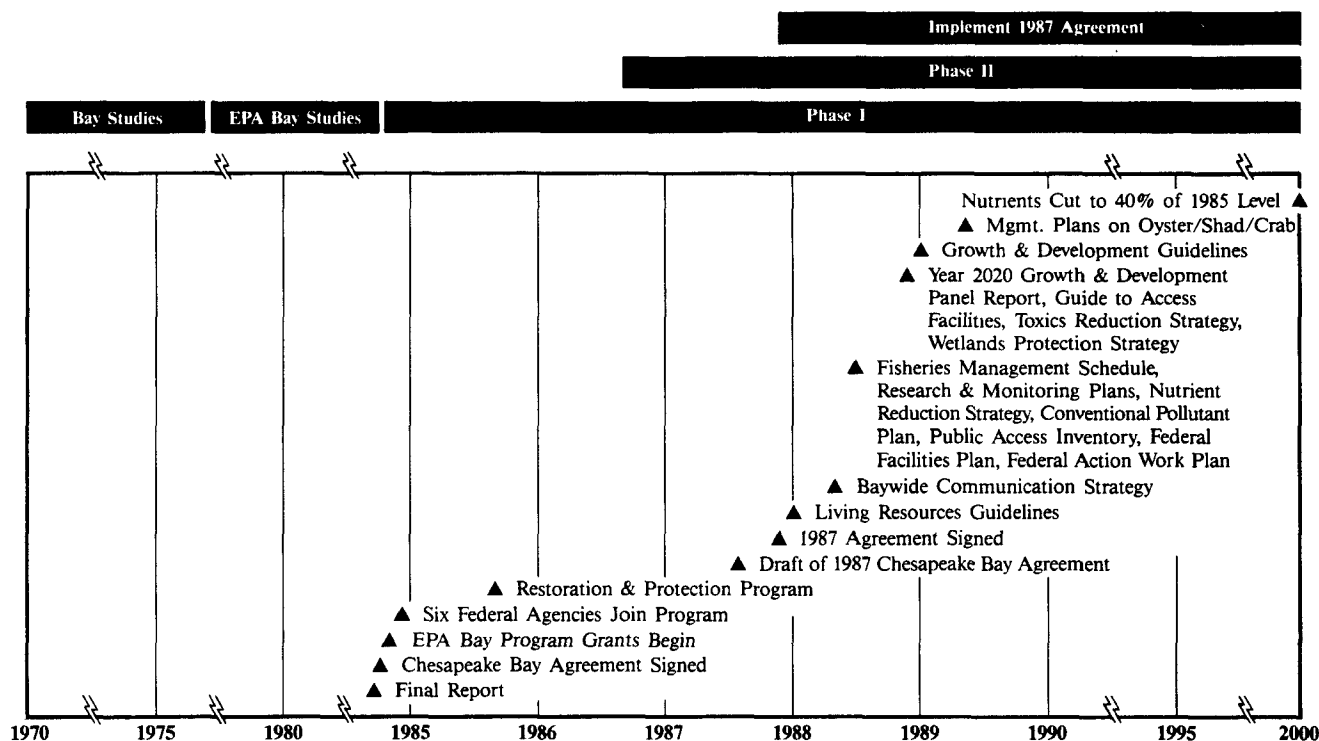 Implement 1987 Agreement
Phase II
Bay Studies
EPA Bay Studies
Phase I
Nutrients Cut to 40% of 1985 Level
Mgmt. Plans on Oyster/Shad/Crab
Growth & Development Guidelines
Year 2020 Growth & Development
Panel Report, Guide to Access
Facilities, Toxics Reduction Strategy,
Wetlands Protection Strategy
Fisheries Management Schedule,
Research & Monitoring Plans, Nutrient
Reduction Strategy, Conventional Pollutant
Plan, Public Access Inventory, Federal
Facilities Plan, Federal Action Work Plan
Baywide Communication Strategy
Living Resources Guidelines
1987 Agreement Signed
Draft of 1987 Chesapeake Bay Agreement
Restoration & Protection Program
Six Federal Agencies Join Program
EPA Bay Program Grants Begin
Chesapeake Bay Agreement Signed
Final Report
1970 1975 1980 1985 1986 1987 1988 1989 1990 1995 2000